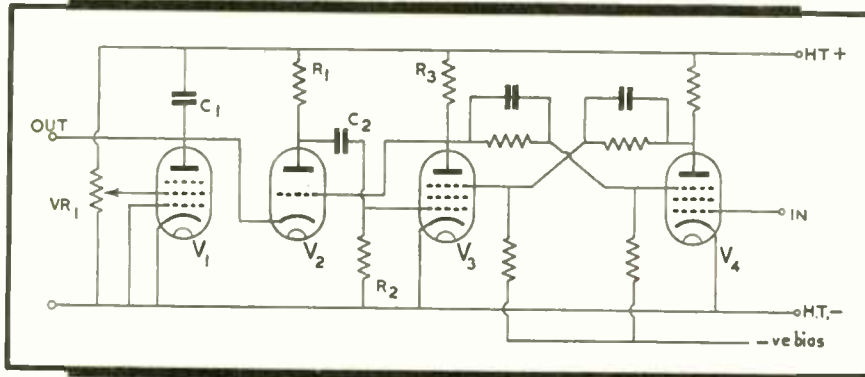 HT+
R1
R3
C1
C2
OUT
VR1
IN
V1
V2
V3
V4
R2
H.T.-
-ve bias